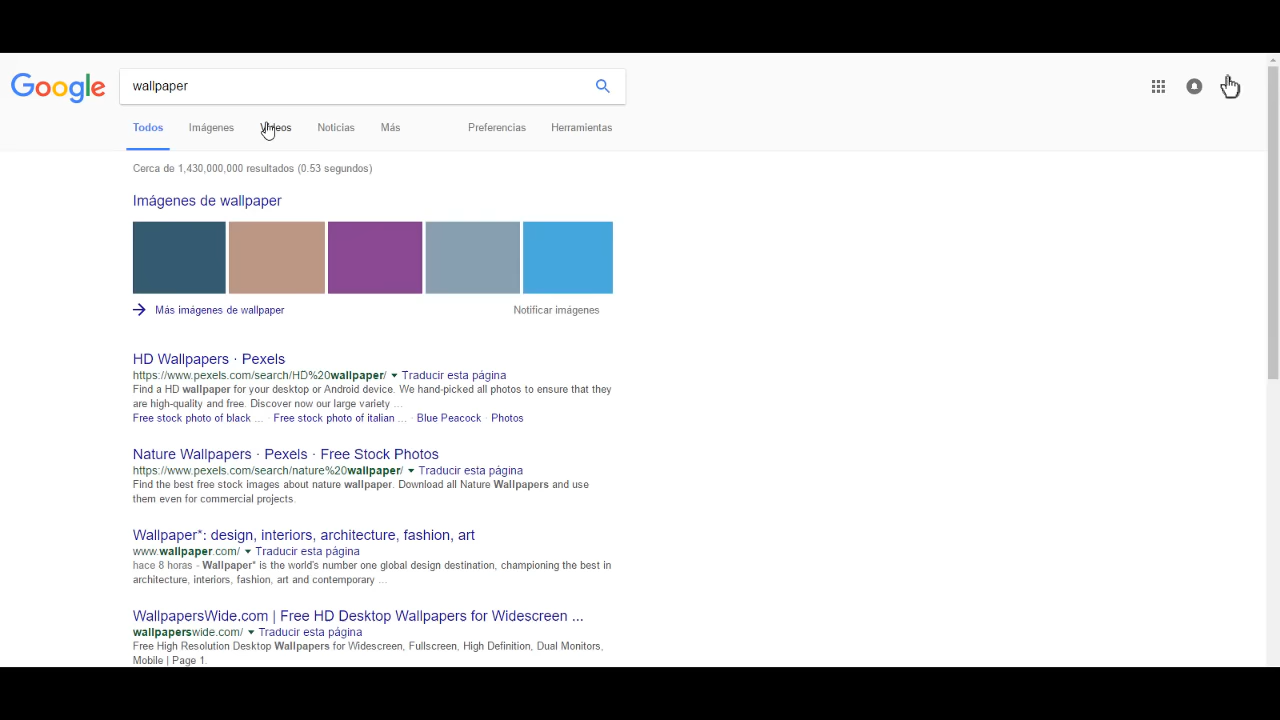 Google
wallpaper
Todos Imágenes Noticias Más Preferencias Herramientas
Cerca de 1,430,000,000 resultados (0.53 segundos)
Imágenes de wallpaper
Más imágenes de wallpaper Notificar imágenes
HD Wallpapers · Pexels
https://www.pexels.com/search/HD%20wallpaper/ Traducir esta página
Find a HD wallpaper for your desktop or Android device. We hand-picked all photos to ensure that they
are high-quality and free. Discover now our large variety ...
Free stock photo of black ... · Free stock photo of italian ... · Blue Peacock · Photos
Nature Wallpapers · Pexels · Free Stock Photos
https://www.pexels.com/search/nature%20wallpaper/ Traducir esta página
Find the best free stock images about nature wallpaper. Download all Nature Wallpapers and use
them even for commercial projects.
Wallpaper*: design, interiors, architecture, fashion, art
www.wallpaper.com/ Traducir esta página
hace 8 horas - Wallpaper* is the world's number one global design destination, championing the best in
architecture, interiors, fashion, art and contemporary ...
WallpapersWide.com | Free HD Desktop Wallpapers for Widescreen ...
wallpaperswide.com/ Traducir esta página
Free High Resolution Desktop Wallpapers for Widescreen, Fullscreen, High Definition, Dual Monitors,
Mobile | Page 1.